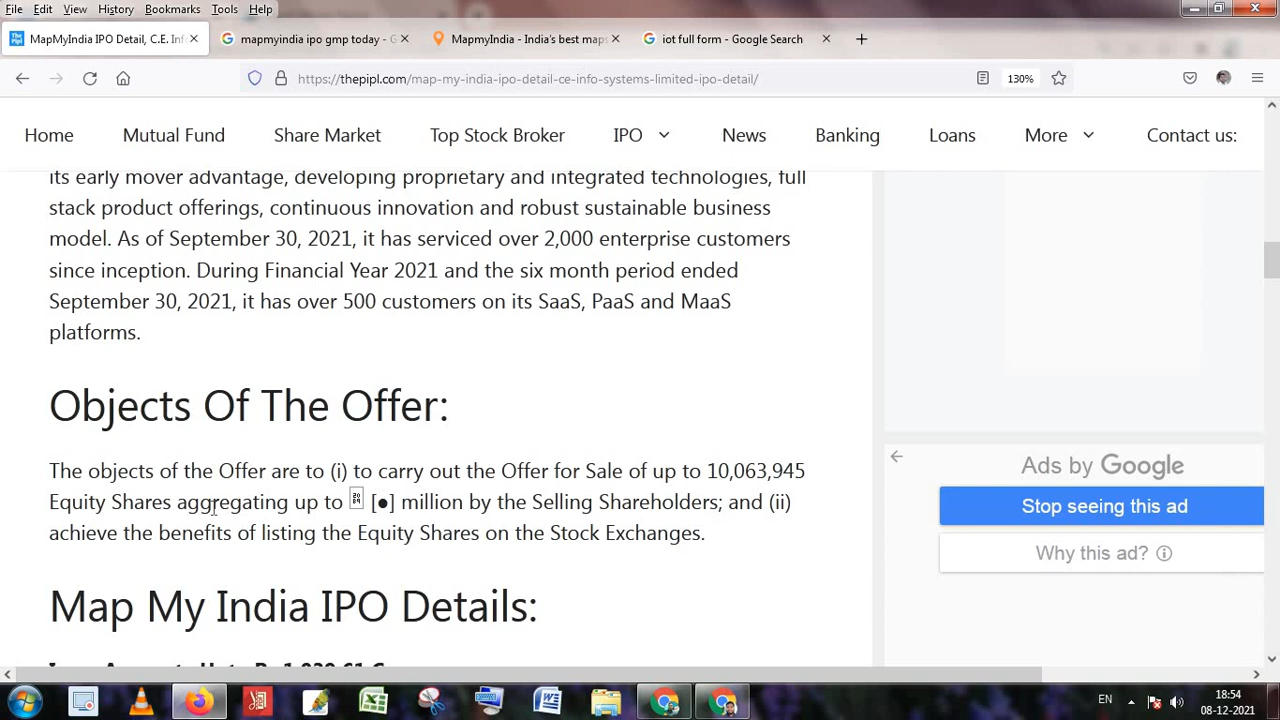 File Edit View History Bookmarks Tools Help
MapMyIndia IPO Detail, C.E. Inf
mapmyindia ipo gmp today - G
MapmyIndia - India's best maps
iot full form - Google Search
https://thepipl.com/map-my-india-ipo-detail-ce-info-systems-limited-ipo-detail/
130%
Home Mutual Fund Share Market Top Stock Broker IPO News Banking Loans More Contact us:
its early mover advantage, developing proprietary and integrated technologies, full
stack product offerings, continuous innovation and robust sustainable business
model. As of September 30, 2021, it has serviced over 2,000 enterprise customers
since inception. During Financial Year 2021 and the six month period ended
September 30, 2021, it has over 500 customers on its SaaS, PaaS and MaaS
platforms.
Objects Of The Offer:
The objects of the Offer are to (i) to carry out the Offer for Sale of up to 10,063,945
Equity Shares aggregating up to [●] million by the Selling Shareholders; and (ii)
achieve the benefits of listing the Equity Shares on the Stock Exchanges.
Map My India IPO Details:
Ads by Google
Stop seeing this ad
Why this ad?
EN
18:54
08-12-2021